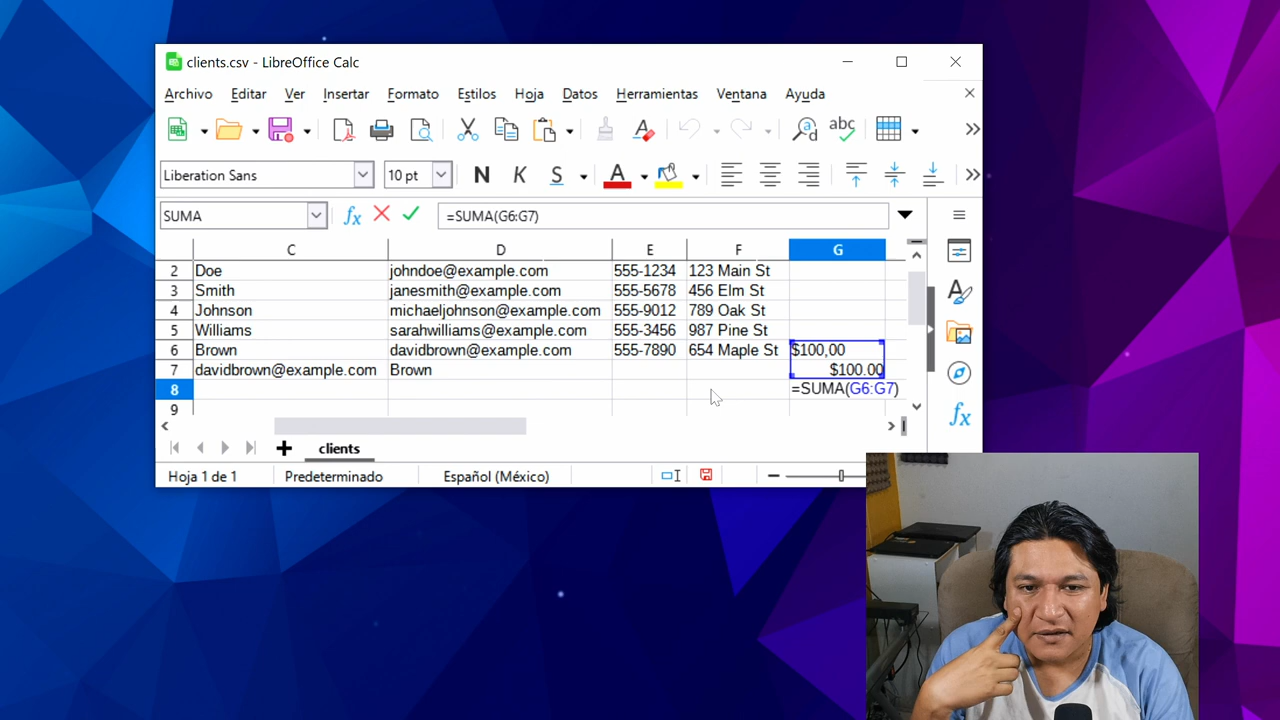 clients.csv - LibreOffice Calc
Archivo Editar Ver Insertar Formato Estilos Hoja Datos Herramientas Ventana Ayuda
Liberation Sans 10 pt N K S A
SUMA fx =SUMA(G6:G7)
C D E F G
2 Doe johndoe@example.com 555-1234 123 Main St
3 Smith janesmith@example.com 555-5678 456 Elm St
4 Johnson michaeljohnson@example.com 555-9012 789 Oak St
5 Williams sarahwilliams@example.com 555-3456 987 Pine St
6 Brown davidbrown@example.com 555-7890 654 Maple St $100,00
7 davidbrown@example.com Brown $100.00
8 =SUMA(G6:G7)
9
clients
Hoja 1 de 1 Predeterminado Español (México)